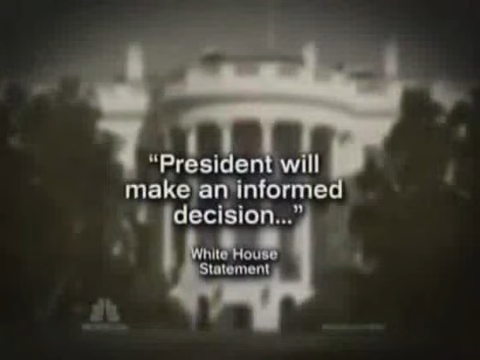 “President will
make an informed
decision...”
White House
Statement